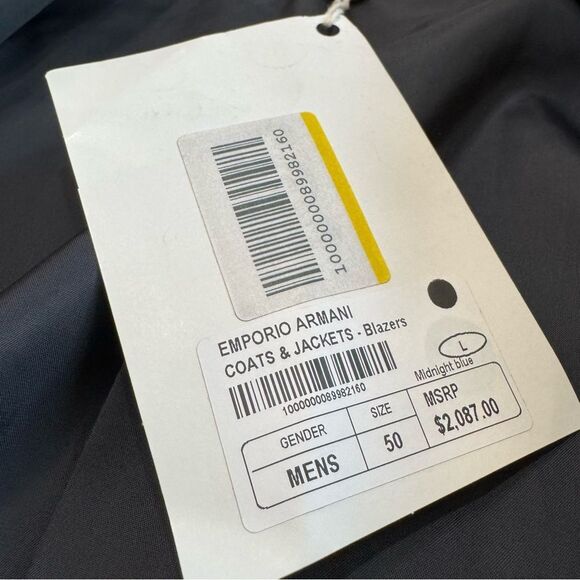 1000000089982160
EMPORIO ARMANI
COATS & JACKETS - Blazers
1000000089982160
L
Midnight blue
GENDER SIZE MSRP
MENS 50 $2,087.00